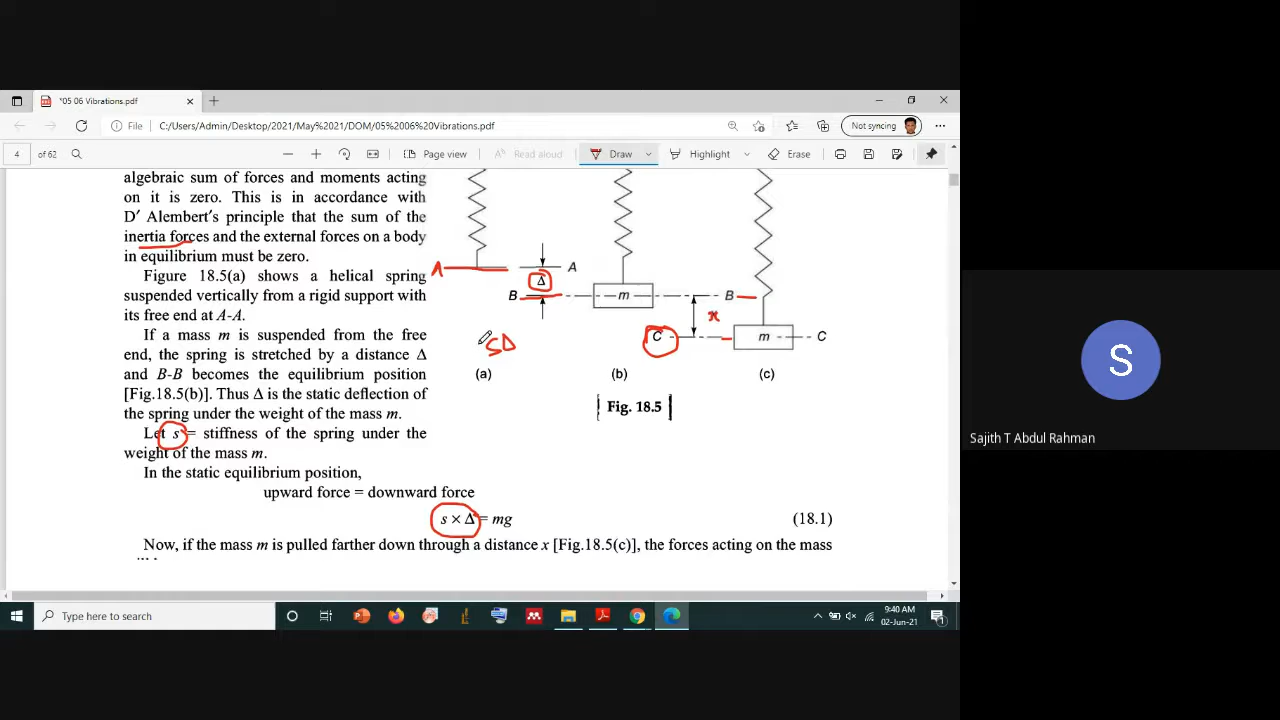 *05 06 Vibrations.pdf
File
C:/Users/Admin/Desktop/2021/May%2021/DOM/05%2006%20Vibrations.pdf
Not syncing
4 of 62
Page view
Read aloud
Draw
Highlight
Erase
algebraic sum of forces and moments acting
on it is zero. This is in accordance with
D′ Alembert′s principle that the sum of the
inertia forces and the external forces on a body
in equilibrium must be zero.
Figure 18.5(a) shows a helical spring
suspended vertically from a rigid support with
its free end at A-A.
If a mass m is suspended from the free
end, the spring is stretched by a distance Δ
and B-B becomes the equilibrium position
[Fig.18.5(b). Thus Δ is the static deflection of
the spring under the weight of the mass m.
Let s = stiffness of the spring under the
weight of the mass m.
In the static equilibrium position,
upward force = downward force
s × Δ = mg (18.1)
Now, if the mass m is pulled farther down through a distance x [Fig.18.5(c)], the forces acting on the mass
A A
Δ
B m B
x
C m C
SΔ
(a) (b) (c)
Fig. 18.5
S
Sajith T Abdul Rahman
Type here to search
9:40 AM
02-Jun-21
1